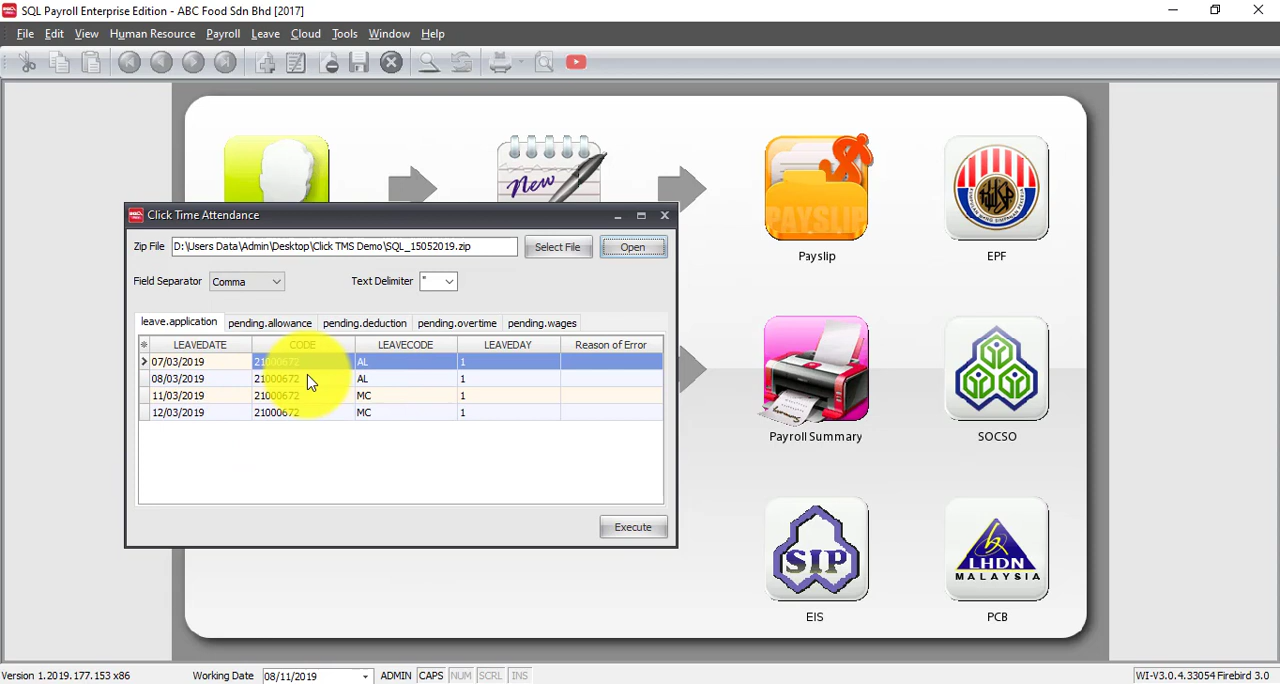 SQL Payroll Enterprise Edition - ABC Food Sdn Bhd [2017]
File Edit View Human Resource Payroll Leave Cloud Tools Window Help
New
PAYSLIP
Payslip
EPF
Click Time Attendance
Zip File D:\Users Data\Admin\Desktop\Click TMS Demo\SQL_15052019.zip Select File Open
Field Separator Comma Text Delimiter "
leave.application pending.allowance pending.deduction pending.overtime pending.wages
LEAVEDATE CODE LEAVECODE LEAVEDAY Reason of Error
07/03/2019 21000672 AL 1
08/03/2019 21000672 AL 1
11/03/2019 21000672 MC 1
12/03/2019 21000672 MC 1
Execute
Payroll Summary
SOCSO
SIP
EIS
LHDN
MALAYSIA
PCB
Version 1.2019.177.153 x86 Working Date 08/11/2019 ADMIN CAPS NUM SCRL INS WI-V3.0.4.33054 Firebird 3.0